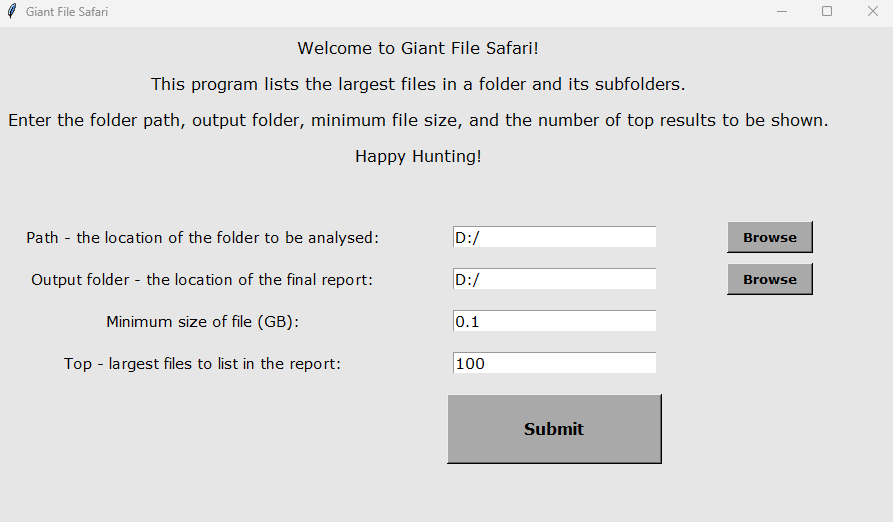 Giant File Safari
Welcome to Giant File Safari!
This program lists the largest files in a folder and its subfolders.
Enter the folder path, output folder, minimum file size, and the number of top results to be shown.
Happy Hunting!
Path - the location of the folder to be analysed: D:/ Browse
Output folder - the location of the final report: D:/ Browse
Minimum size of file (GB): 0.1
Top - largest files to list in the report: 100
Submit